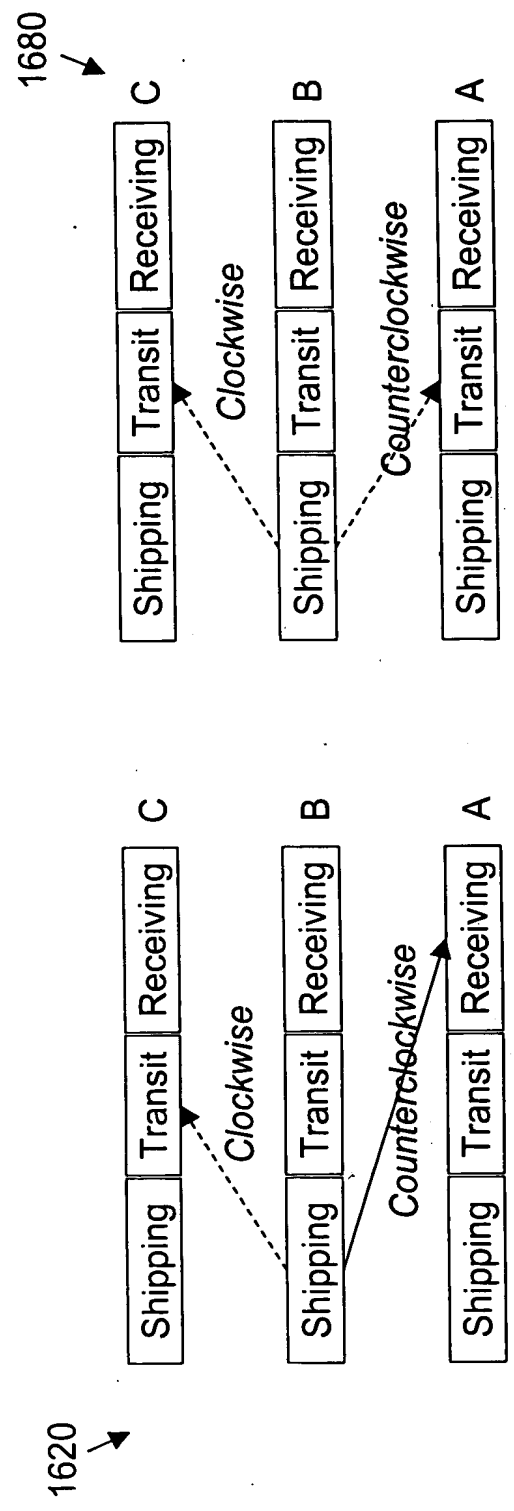 1620
Shipping Transit Receiving C
Clockwise
Shipping Transit Receiving B
Counterclockwise
Shipping Transit Receiving A
1680
Shipping Transit Receiving C
Clockwise
Shipping Transit Receiving B
Counterclockwise
Shipping Transit Receiving A